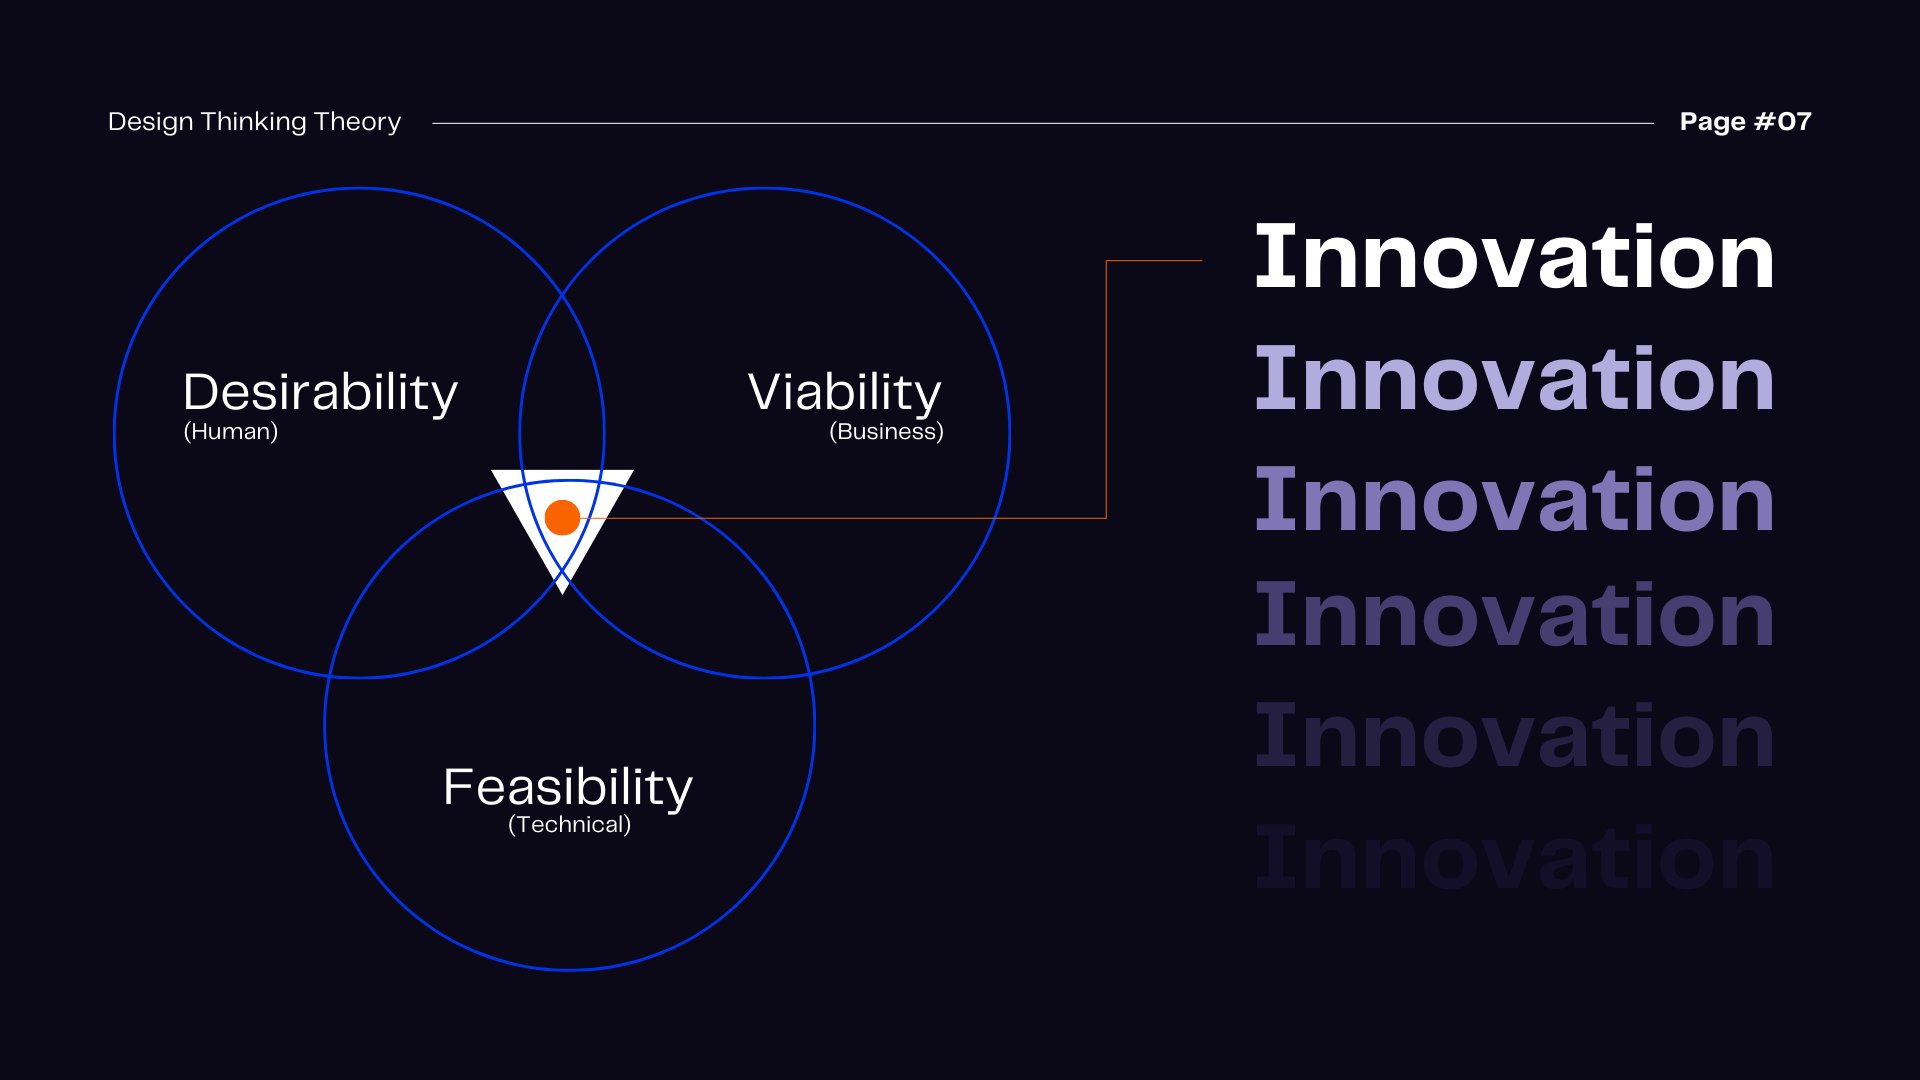 Design Thinking Theory
Page #07
Desirability
(Human)
Viability
(Business)
Feasibility
(Technical)
Innovation
Innovation
Innovation
Innovation
Innovation
Innovation